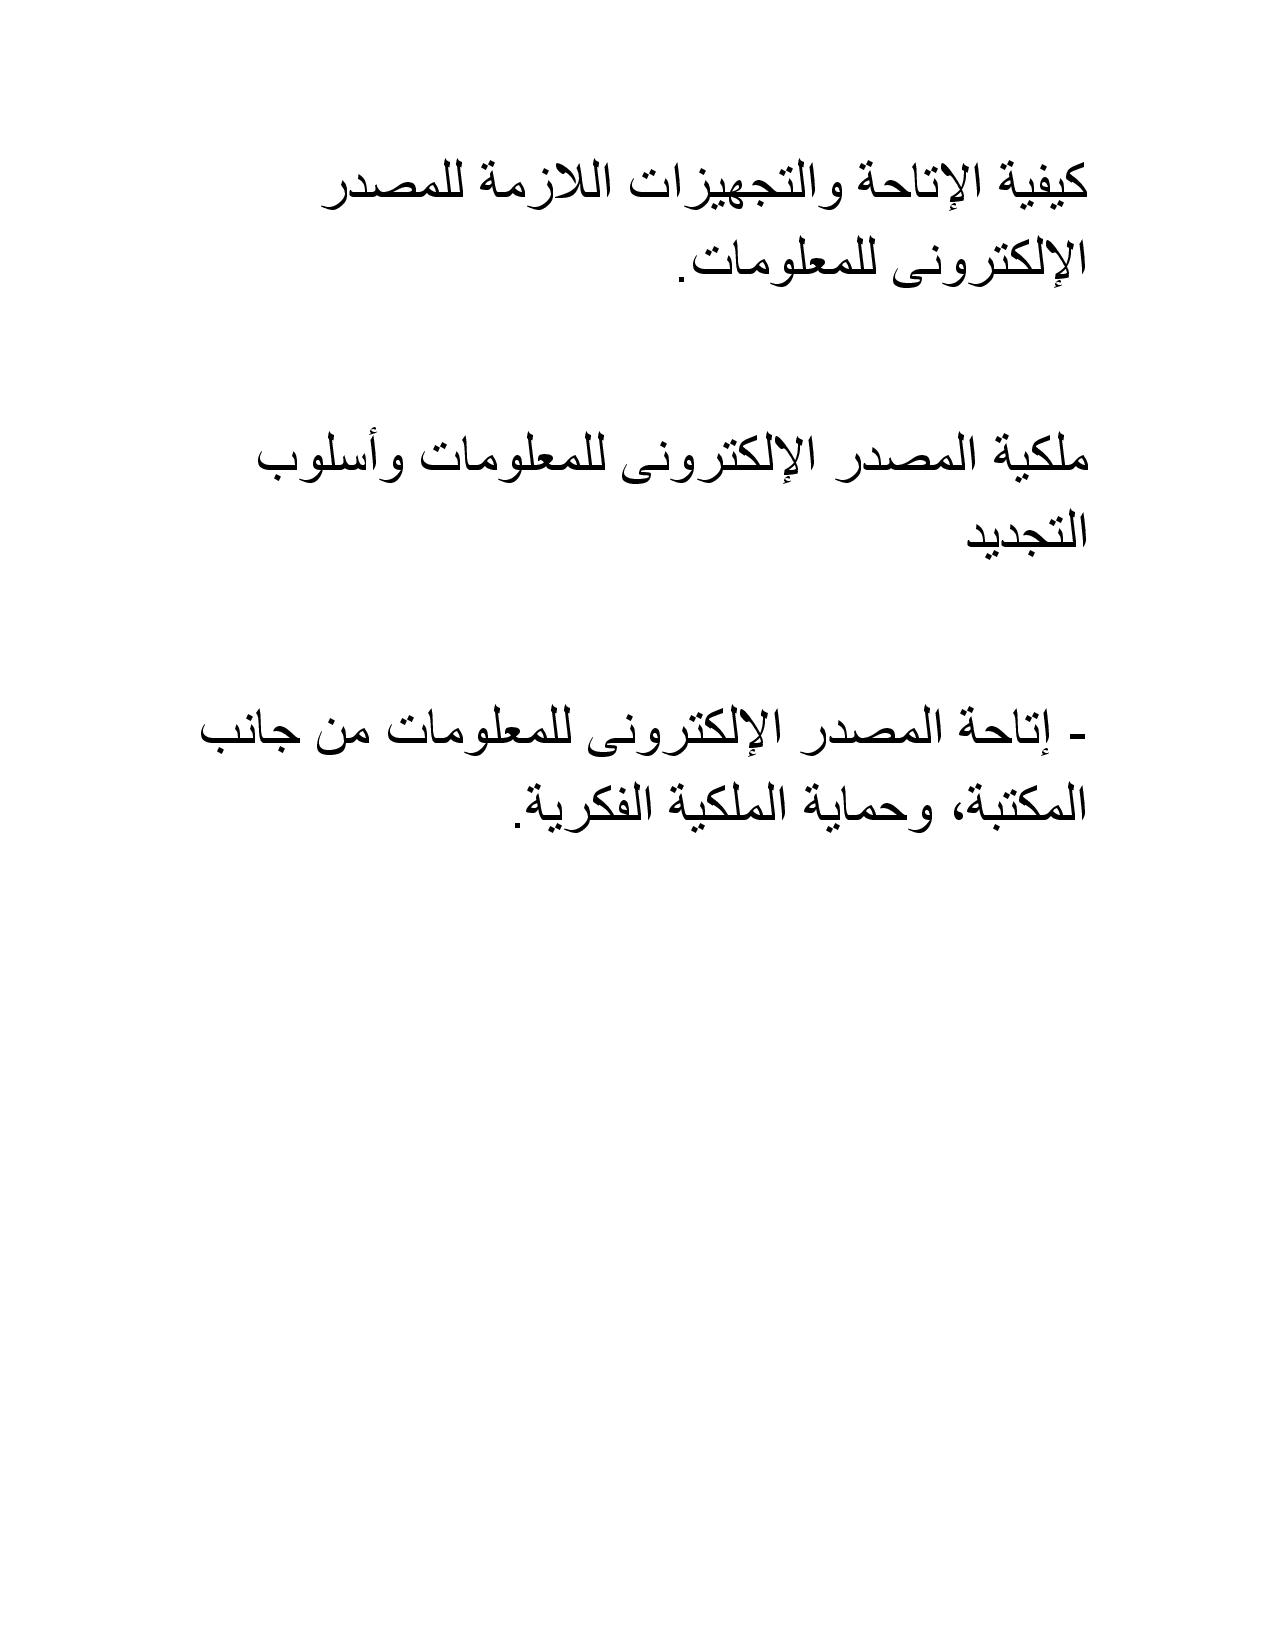 كيفية الإتاحة والتجهيزات اللازمة للمصدر
الإلكترونى للمعلومات.
ملكية المصدر الإلكترونى للمعلومات وأسلوب
التجديد
- إتاحة المصدر الإلكترونى للمعلومات من جانب
المكتبة، وحماية الملكية الفكرية.